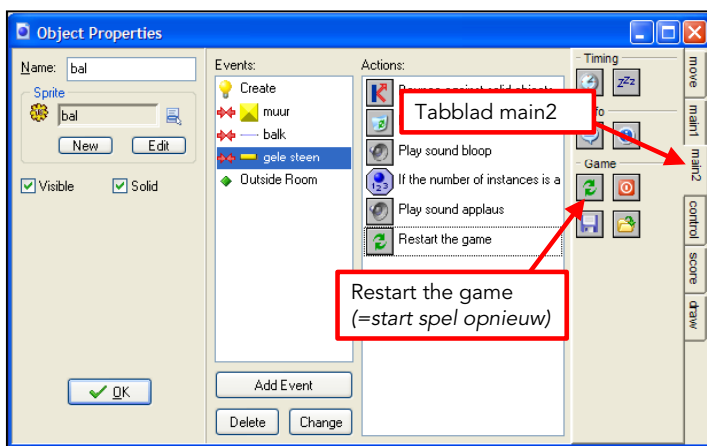 Object Properties
Name: bal
Sprite
bal
New Edit
Visible Solid
OK
Events:
Create
muur
balk
gele steen
Outside Room
Add Event
Delete Change
Actions:
Play sound bloop
If the number of instances is a
Play sound applaus
Restart the game
Tabblad main2
Restart the game
(=start spel opnieuw)
Timing
zzz
Game
move
main1
main2
control
score
draw